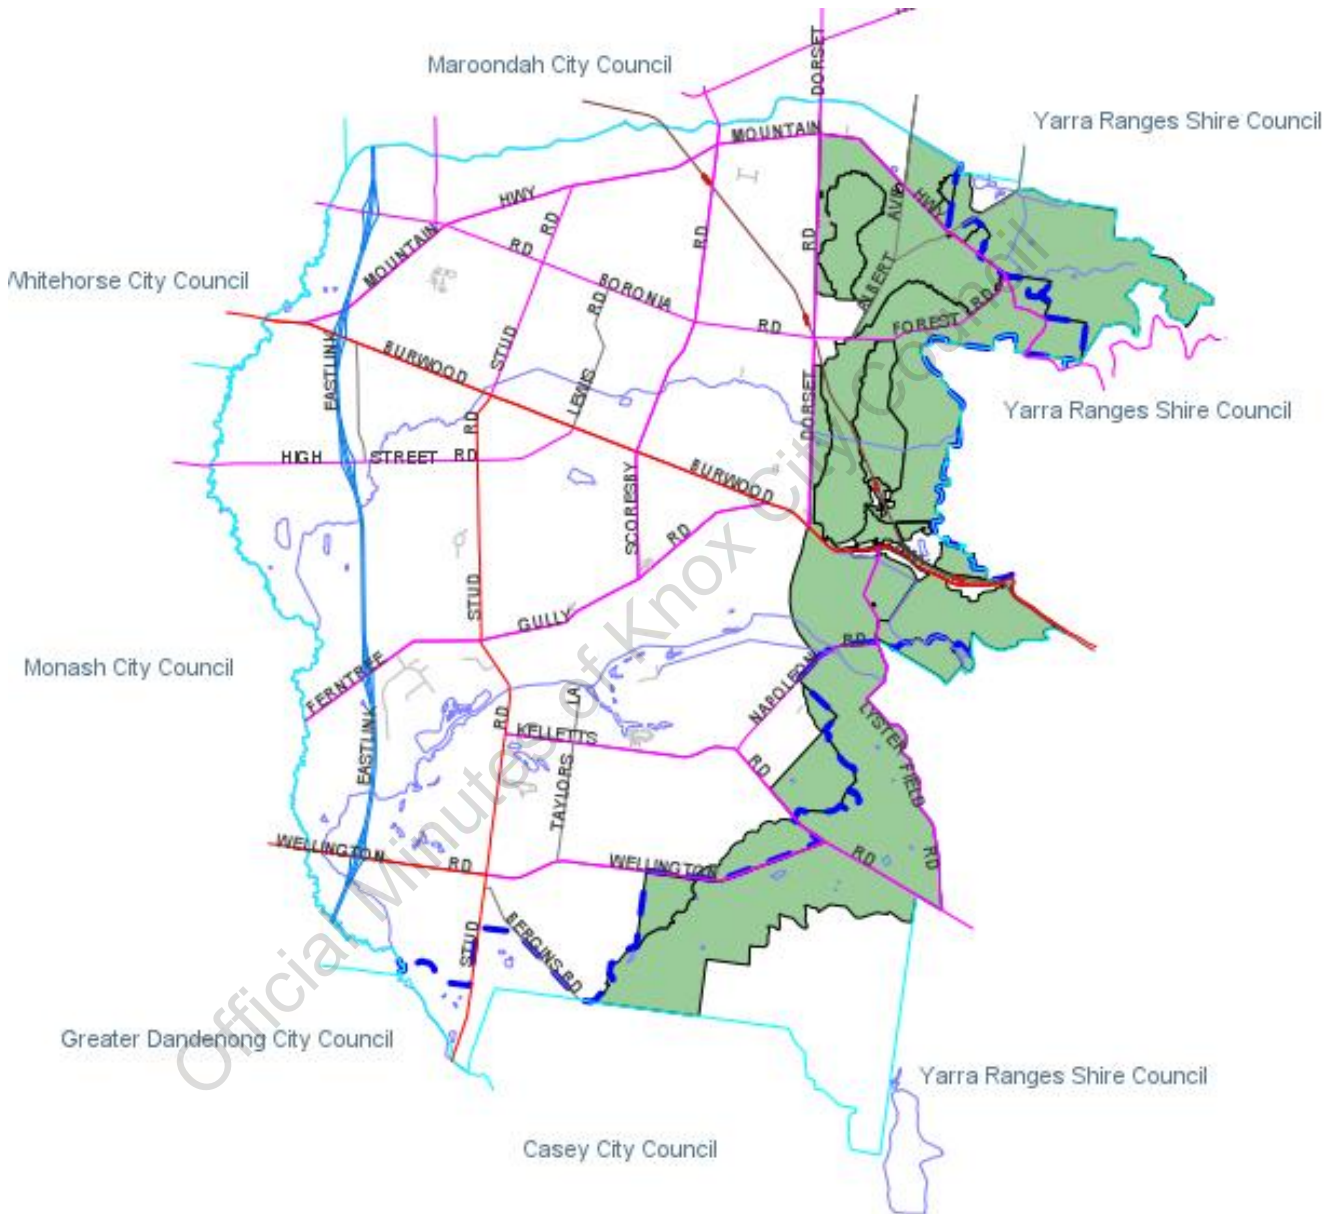 DORSET
Maroondah City Council
MOUNTAIN
Yarra Ranges Shire Council
HWY
HWY
AVE
RD
RD
RD
RD
MOUNTAIN
Whitehorse City Council
BORONIA
ALBERT
RD
RD
RD
FOREST
STUD
EASTLINK
BURWOOD
LEWIS
DORSET
Yarra Ranges Shire Council
RD
HIGH
STREET
RD
BURWOOD
SCORESBY
RD
STUD
GULLY
RD
Monash City Council
FERNTREE
NAPOLEON
LA
RD
KELLETTS
LYSTERFIELD
EASTLINK
RD
TAYLORS
WELLINGTON
RD
WELLINGTON
RD
RD
STUD
BERGINS RD
Greater Dandenong City Council
Yarra Ranges Shire Council
Casey City Council
Official Minutes of Knox City Council